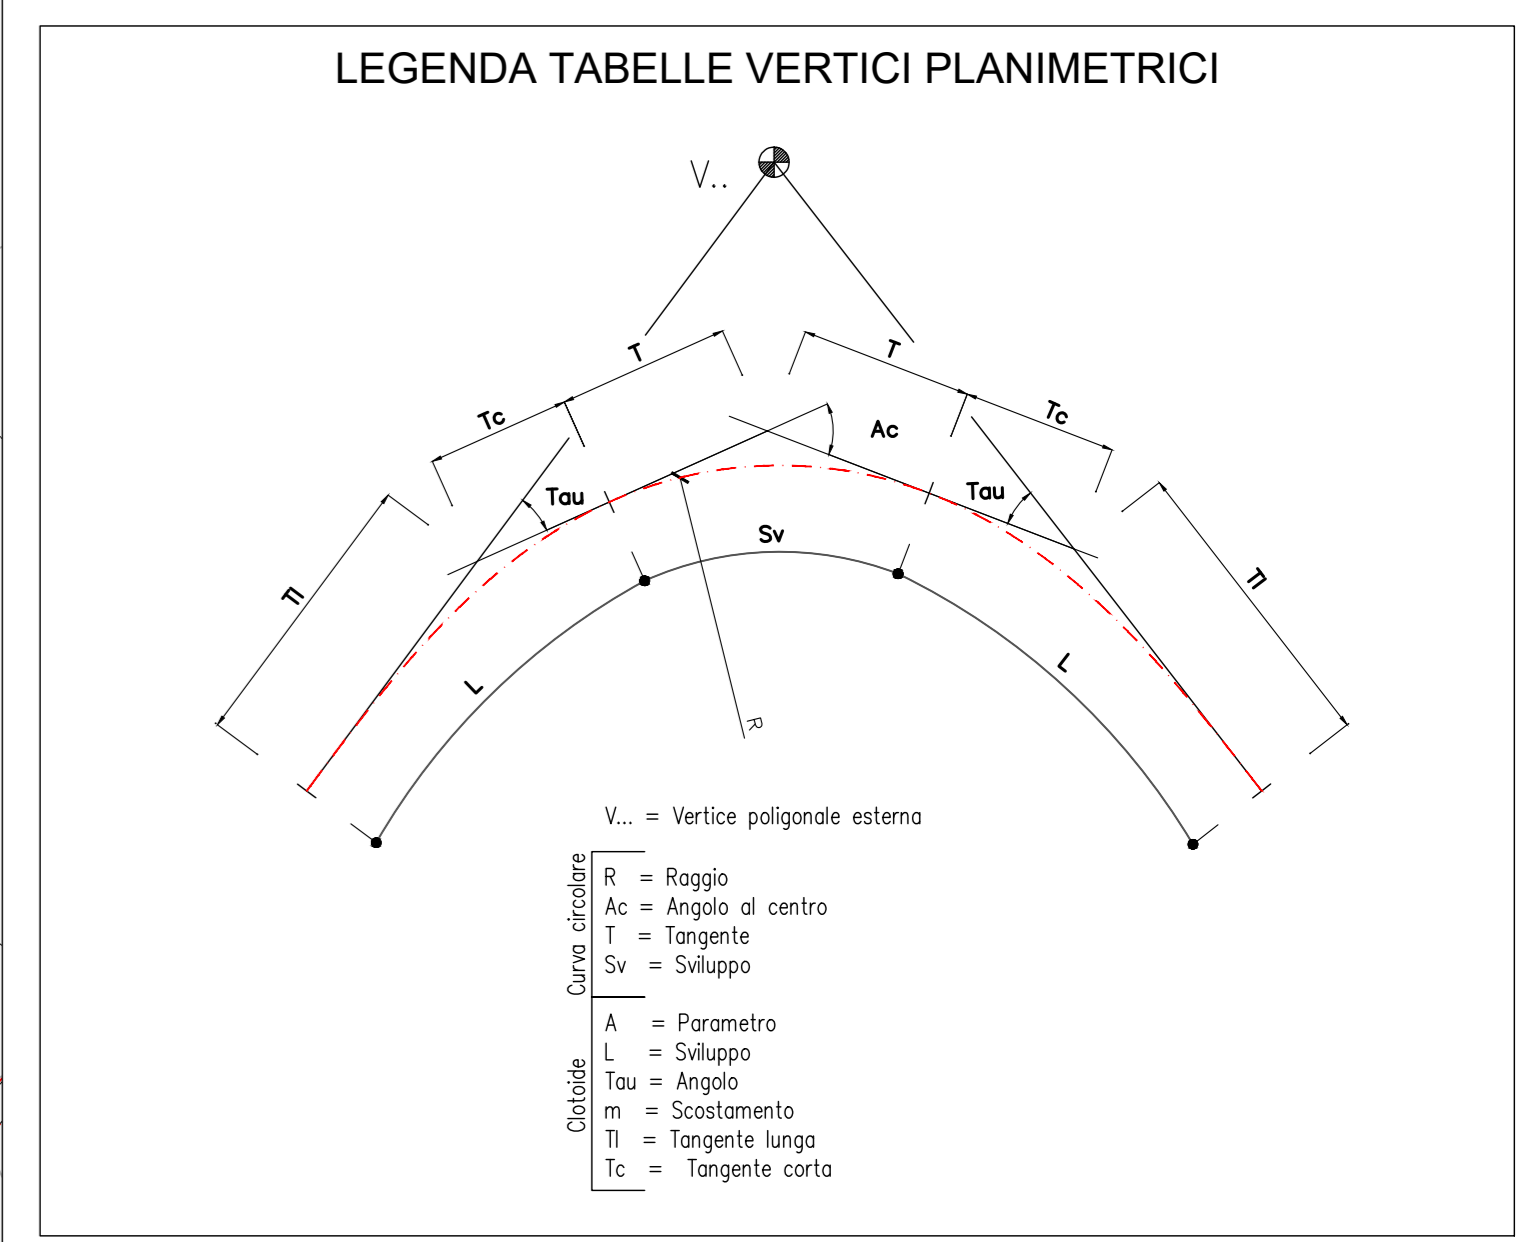 LEGENDA TABELLE VERTICI PLANIMETRICI
V..
T
T
Tc
Tc
Ac
Tau
Tau
Sv
Tl
Tl
L
L
R
V... = Vertice poligonale esterna
Curva circolare
R = Raggio
Ac = Angolo al centro
T = Tangente
Sv = Sviluppo
Clotoide
A = Parametro
L = Sviluppo
Tau = Angolo
m = Scostamento
Tl = Tangente lunga
Tc = Tangente corta